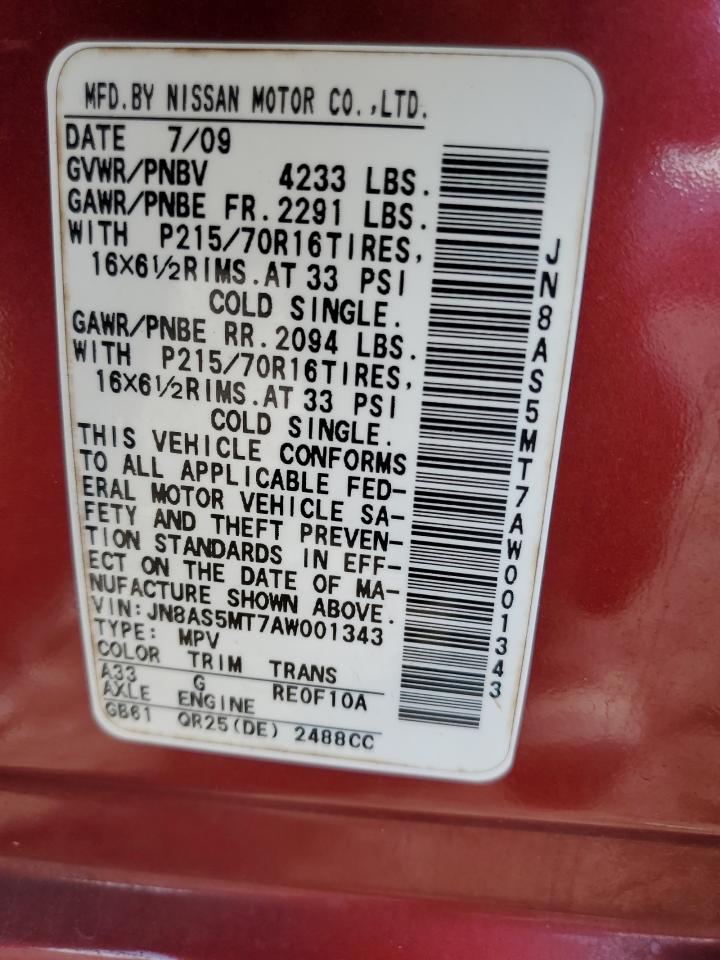 MFD.BY NISSAN MOTOR CO.,LTD.
DATE 7/09
GVWR/PNBV 4233 LBS.
GAWR/PNBE FR.2291 LBS.
WITH P215/70R16TIRES,
16X6½RIMS.AT 33 PSI
COLD SINGLE.
GAWR/PNBE RR.2094 LBS.
WITH P215/70R16TIRES,
16X6½RIMS.AT 33 PSI
COLD SINGLE.
THIS VEHICLE CONFORMS
TO ALL APPLICABLE FED-
ERAL MOTOR VEHICLE SA-
FETY AND THEFT PREVEN-
TION STANDARDS IN EFF-
ECT ON THE DATE OF MA-
NUFACTURE SHOWN ABOVE.
VIN:JN8AS5MT7AW001343
TYPE: MPV
COLOR TRIM TRANS
A33 G RE0F10A
AXLE ENGINE
GB61 QR25(DE) 2488CC
JN8AS5MT7AW001343